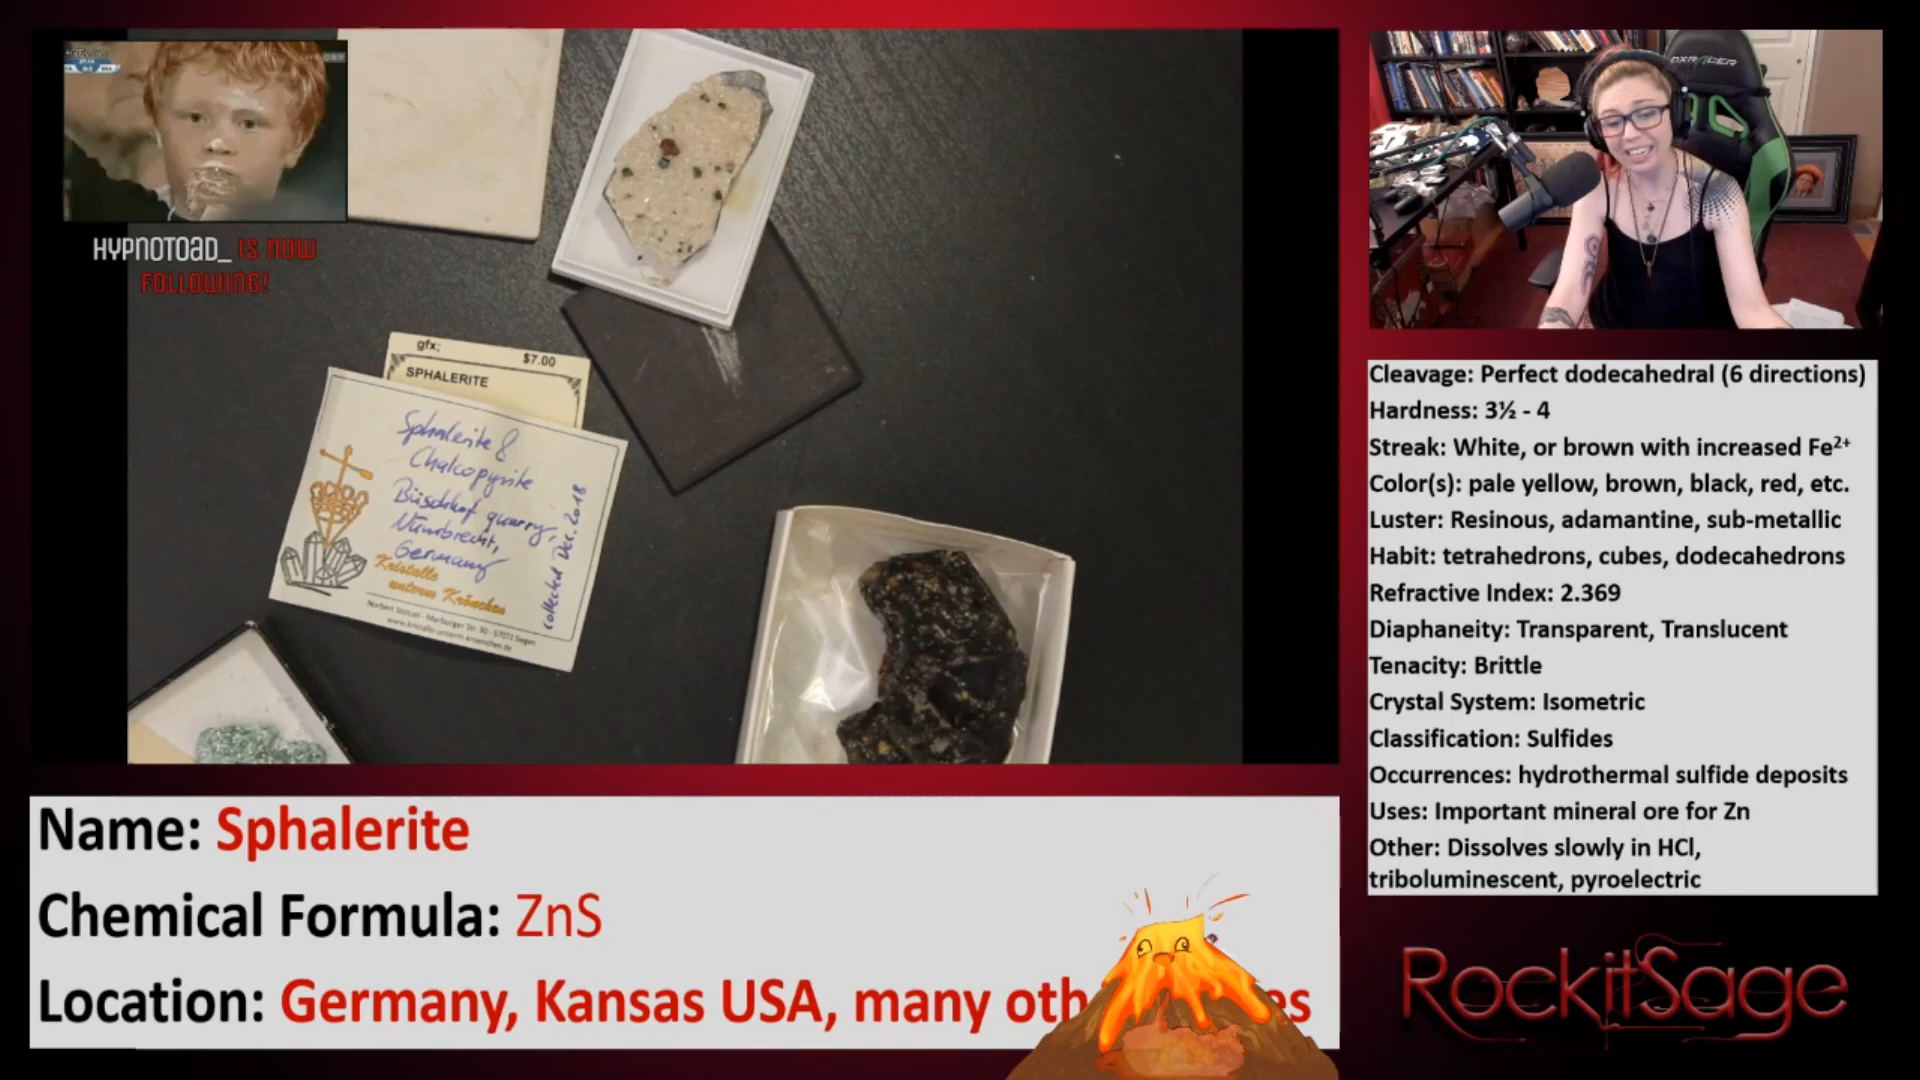 HYPNOTOAD_ IS NOW
FOLLOWING!
gfx;
$7.00
SPHALERITE
Sphalerite &
Chalcopyrite
quarry,
Germany
collected Dec. 2018
Kristalle
unterm Krönchen
DXRACER
Cleavage: Perfect dodecahedral (6 directions)
Hardness: 3½ - 4
Streak: White, or brown with increased Fe²⁺
Color(s): pale yellow, brown, black, red, etc.
Luster: Resinous, adamantine, sub-metallic
Habit: tetrahedrons, cubes, dodecahedrons
Refractive Index: 2.369
Diaphaneity: Transparent, Translucent
Tenacity: Brittle
Crystal System: Isometric
Classification: Sulfides
Occurrences: hydrothermal sulfide deposits
Uses: Important mineral ore for Zn
Other: Dissolves slowly in HCl,
triboluminescent, pyroelectric
Name: Sphalerite
Chemical Formula: ZnS
Location: Germany, Kansas USA, many oth es
RockitSage